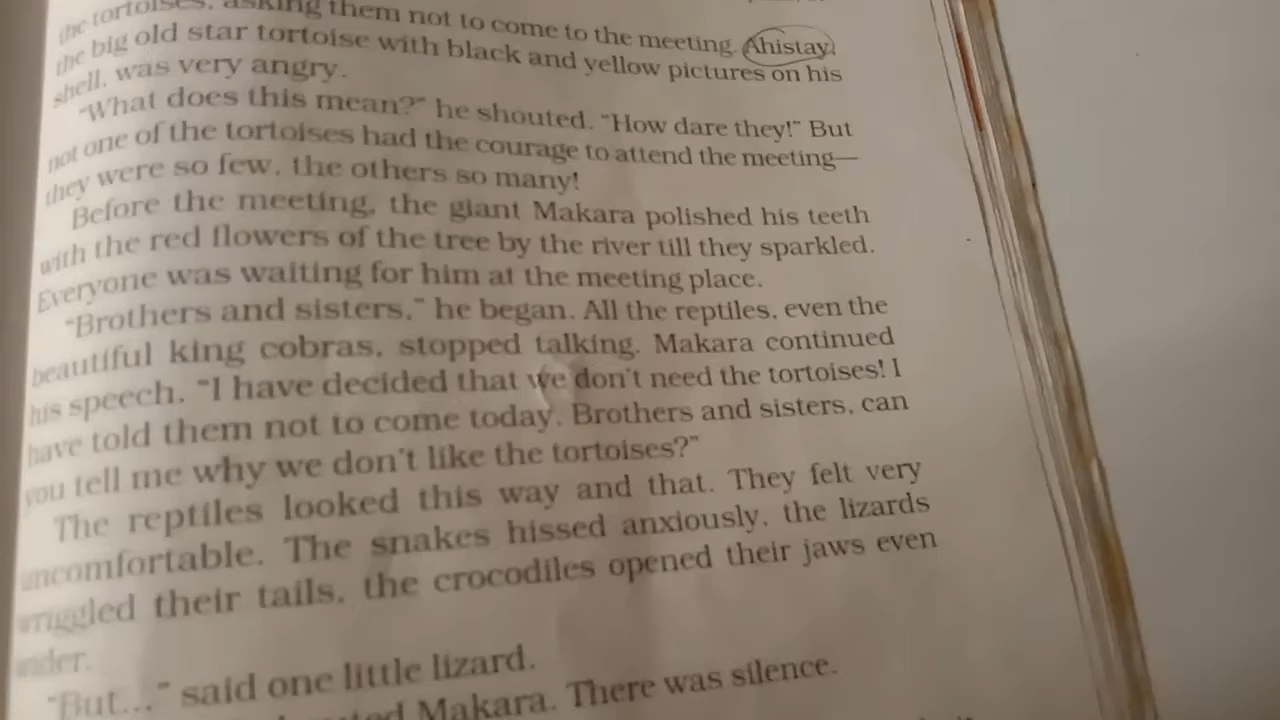 the tortoises, asking them not to come to the meeting. Ahistay,
the big old star tortoise with black and yellow pictures on his
shell, was very angry.
"What does this mean?" he shouted. "How dare they!" But
not one of the tortoises had the courage to attend the meeting—
they were so few, the others so many!
Before the meeting, the giant Makara polished his teeth
with the red flowers of the tree by the river till they sparkled.
Everyone was waiting for him at the meeting place.
"Brothers and sisters," he began. All the reptiles, even the
beautiful king cobras, stopped talking. Makara continued
his speech, "I have decided that we don't need the tortoises! I
have told them not to come today. Brothers and sisters, can
you tell me why we don't like the tortoises?"
The reptiles looked this way and that. They felt very
uncomfortable. The snakes hissed anxiously, the lizards
wriggled their tails, the crocodiles opened their jaws even
wider.
"But..." said one little lizard.
Makara. There was silence.